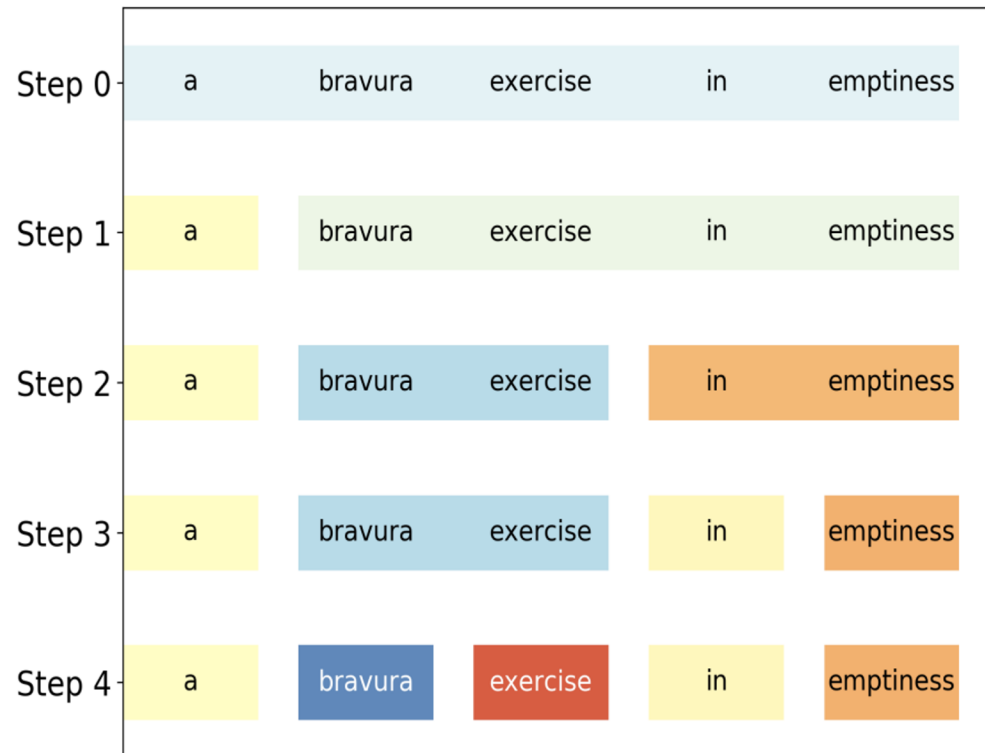 Step 0 a bravura exercise in emptiness
Step 1 a bravura exercise in emptiness
Step 2 a bravura exercise in emptiness
Step 3 a bravura exercise in emptiness
Step 4 a bravura exercise in emptiness